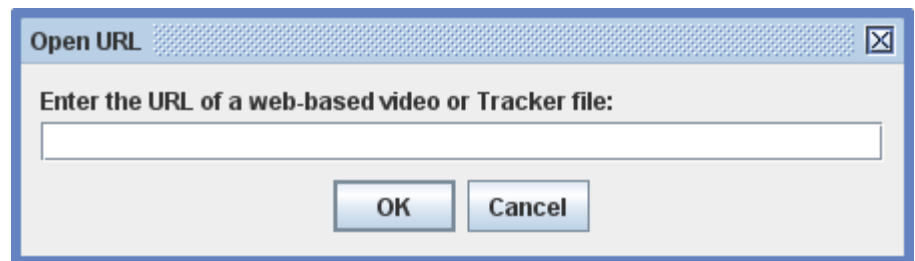 Open URL
Enter the URL of a web-based video or Tracker file:
OK Cancel